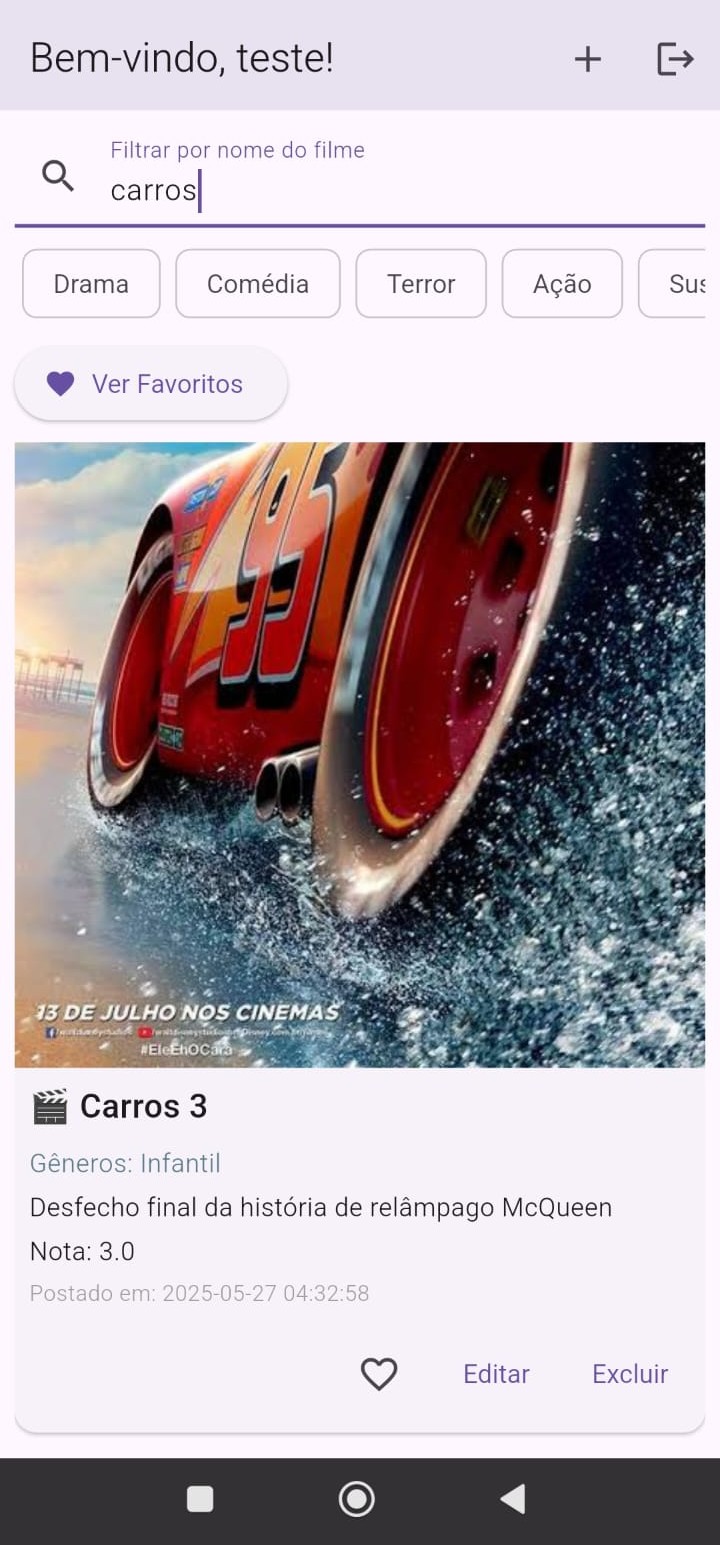 Bem-vindo, teste!
Filtrar por nome do filme
carros
Drama
Comédia
Terror
Ação
Sus
Ver Favoritos
95
13 DE JULHO NOS CINEMAS
#EleEhOCara
🎬 Carros 3
Gêneros: Infantil
Desfecho final da história de relâmpago McQueen
Nota: 3.0
Postado em: 2025-05-27 04:32:58
Editar
Excluir